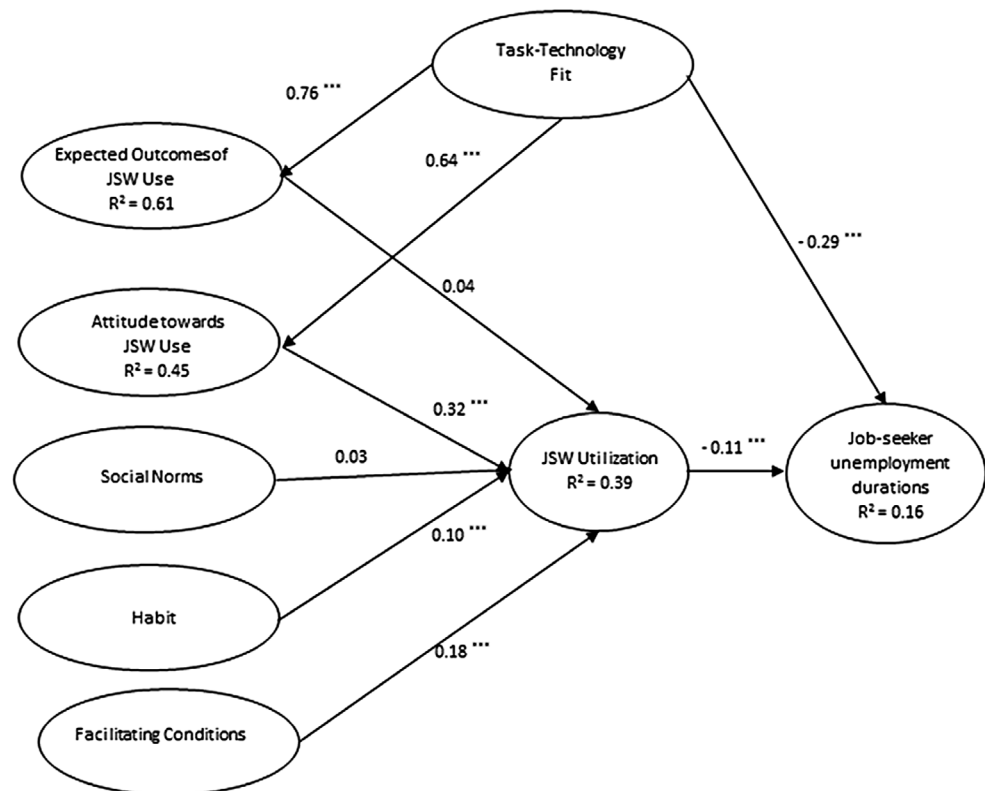 Task-Technology
Fit
0.76 ***
Expected Outcomesof
JSW Use
R² = 0.61
0.64 ***
- 0.29 ***
0.04
Attitude towards
JSW Use
R² = 0.45
0.32 ***
Social Norms
0.03
JSW Utilization
R² = 0.39
- 0.11 ***
Job-seeker
unemployment
durations
R² = 0.16
0.10 ***
Habit
0.18 ***
Facilitating Conditions